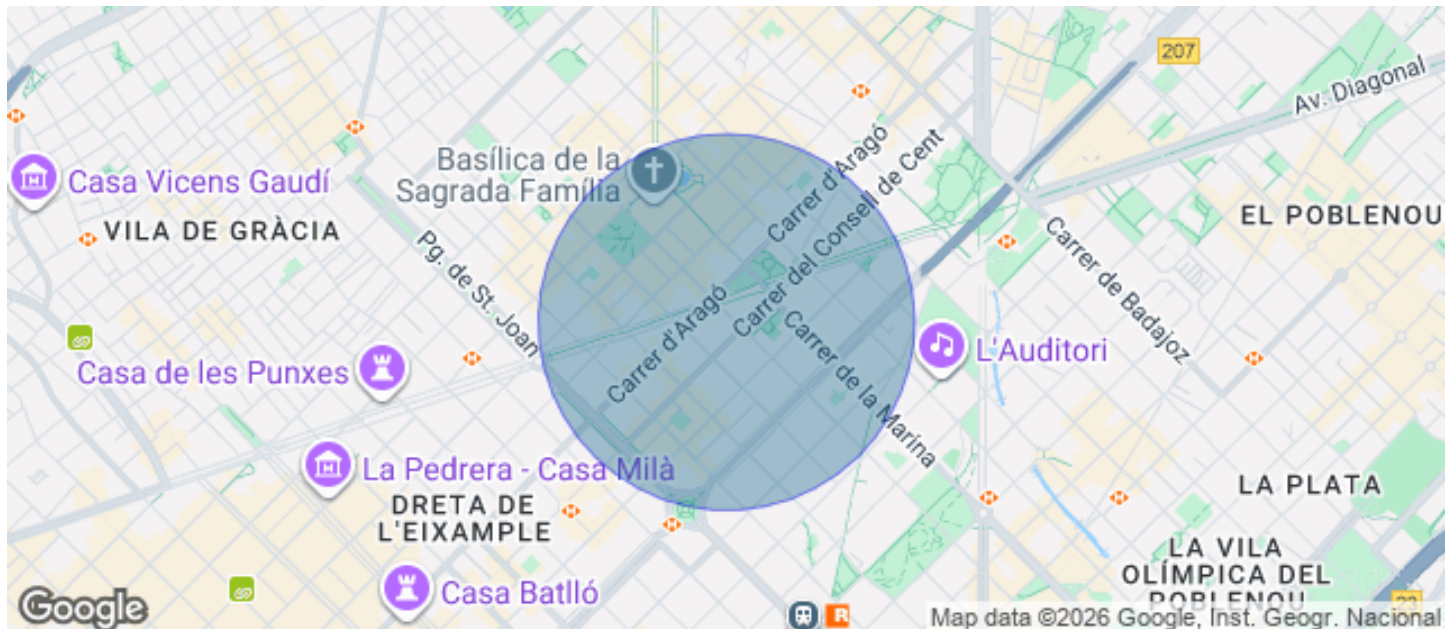 207
Av. Diagonal
Basílica de la
Sagrada Família
Carrer d'Aragó
Carrer del Consell de Cent
Casa Vicens Gaudí
VILA DE GRÀCIA
EL POBLENOU
Pg. de St. Joan
Carrer de Badajoz
Carrer d'Aragó
Carrer de la Marina
L'Auditori
Casa de les Punxes
La Pedrera - Casa Milà
DRETA DE
L'EIXAMPLE
LA PLATA
LA VILA
OLÍMPICA DEL
POBLENOU
23
Casa Batlló
R
Google
Map data ©2026 Google, Inst. Geogr. Nacional